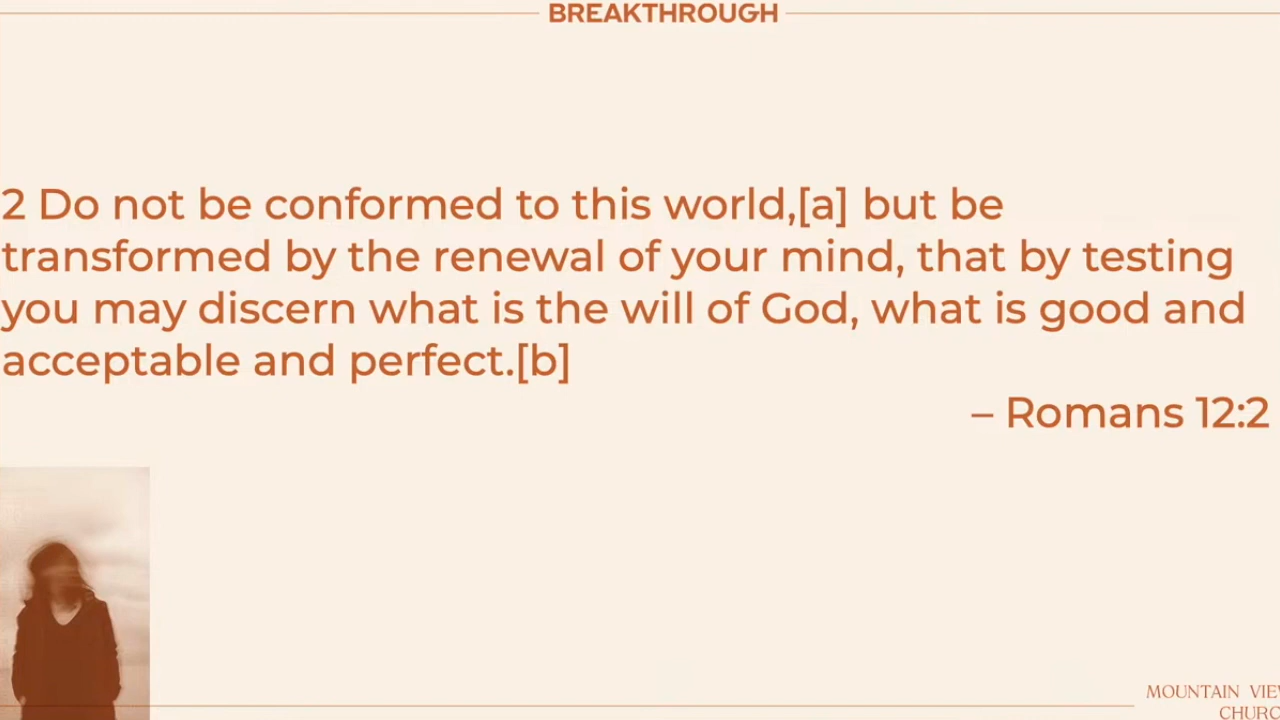 BREAKTHROUGH
2 Do not be conformed to this world,[a] but be
transformed by the renewal of your mind, that by testing
you may discern what is the will of God, what is good and
acceptable and perfect.[b]
– Romans 12:2
MOUNTAIN VIEW
CHURC